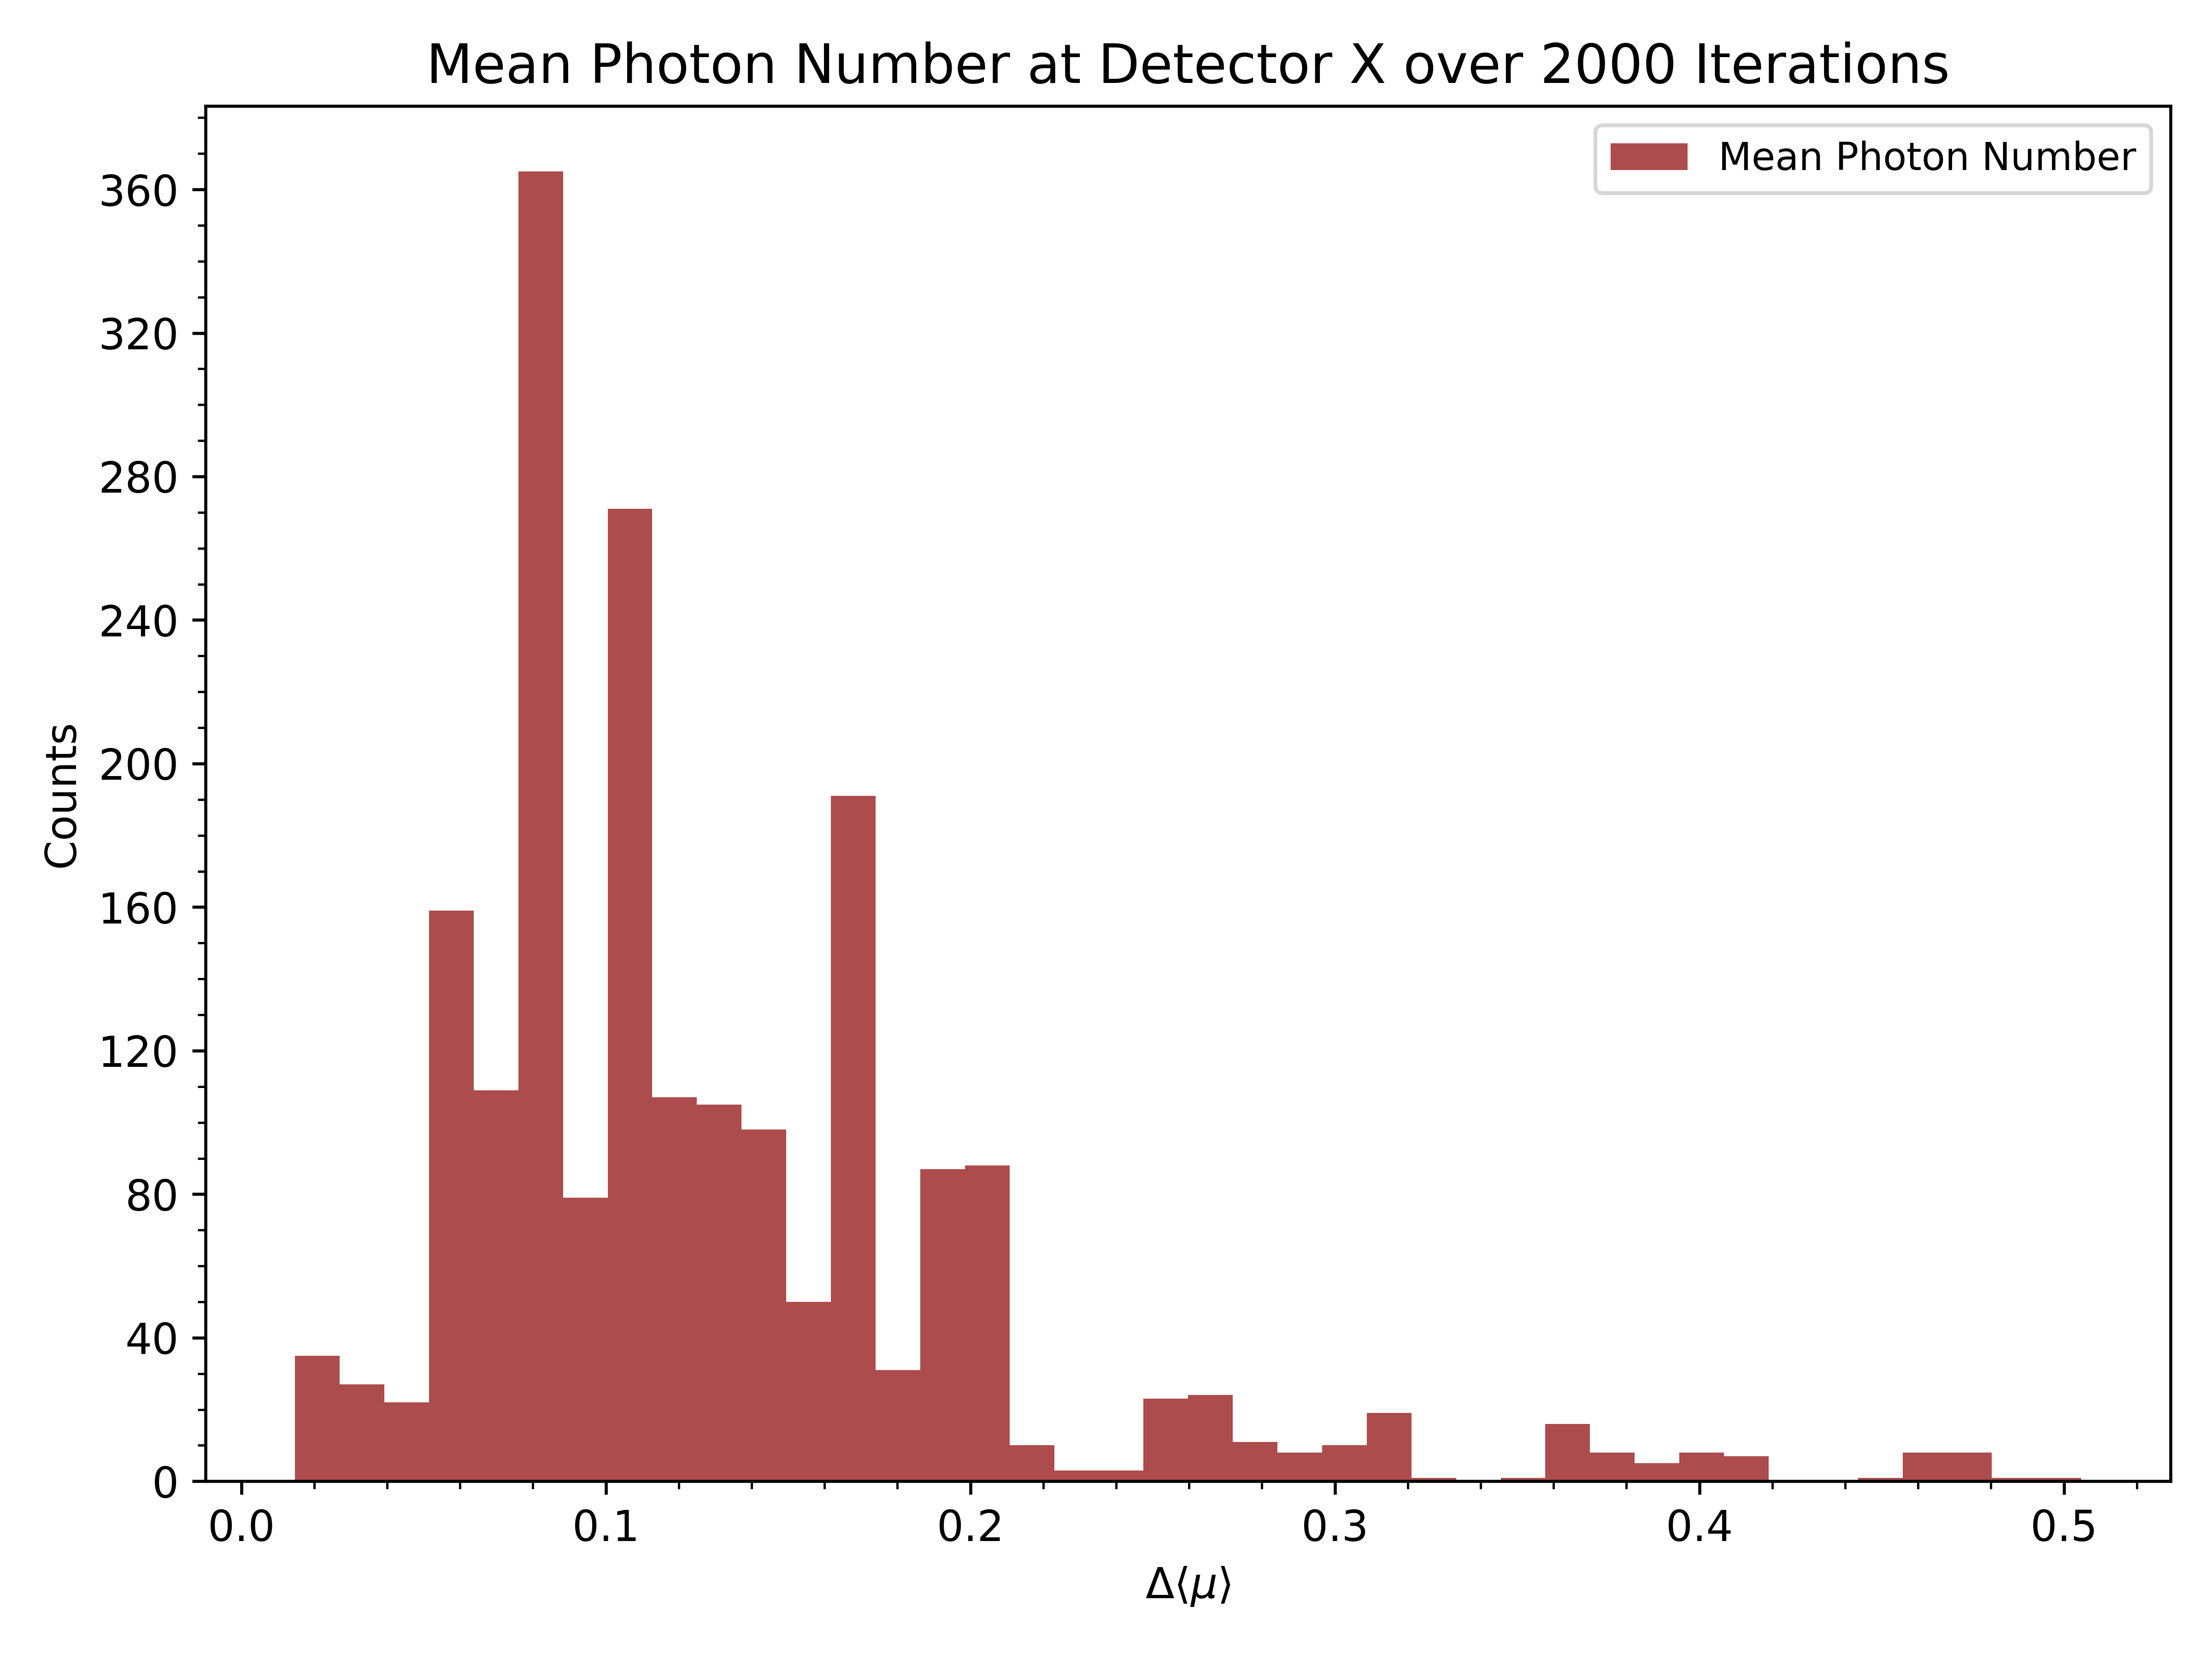 Mean Photon Number at Detector X over 2000 Iterations
Mean Photon Number
360
320
280
240
200
160
120
80
40
0
Counts
0.0 0.1 0.2 0.3 0.4 0.5
Δ⟨μ⟩